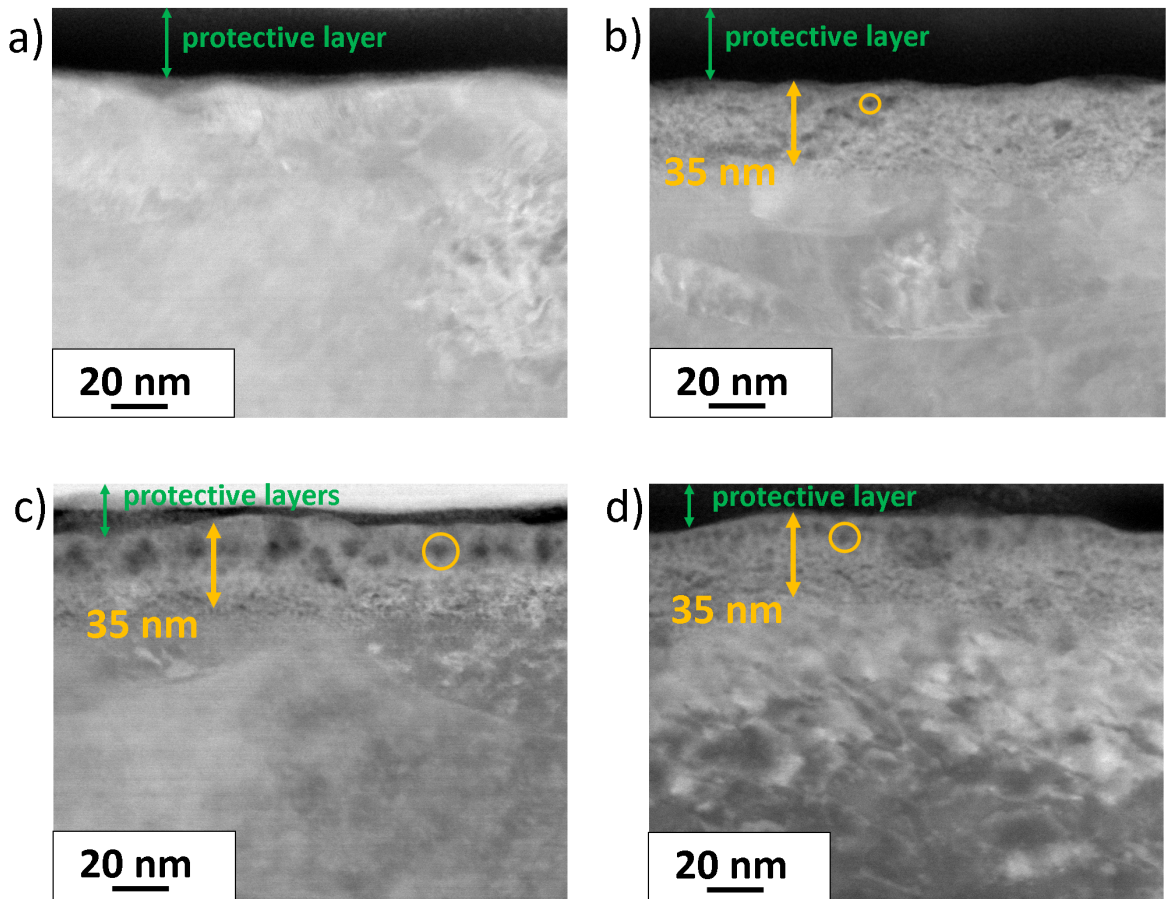 a)
protective layer
20 nm
b)
protective layer
35 nm
20 nm
c)
protective layers
35 nm
20 nm
d)
protective layer
35 nm
20 nm